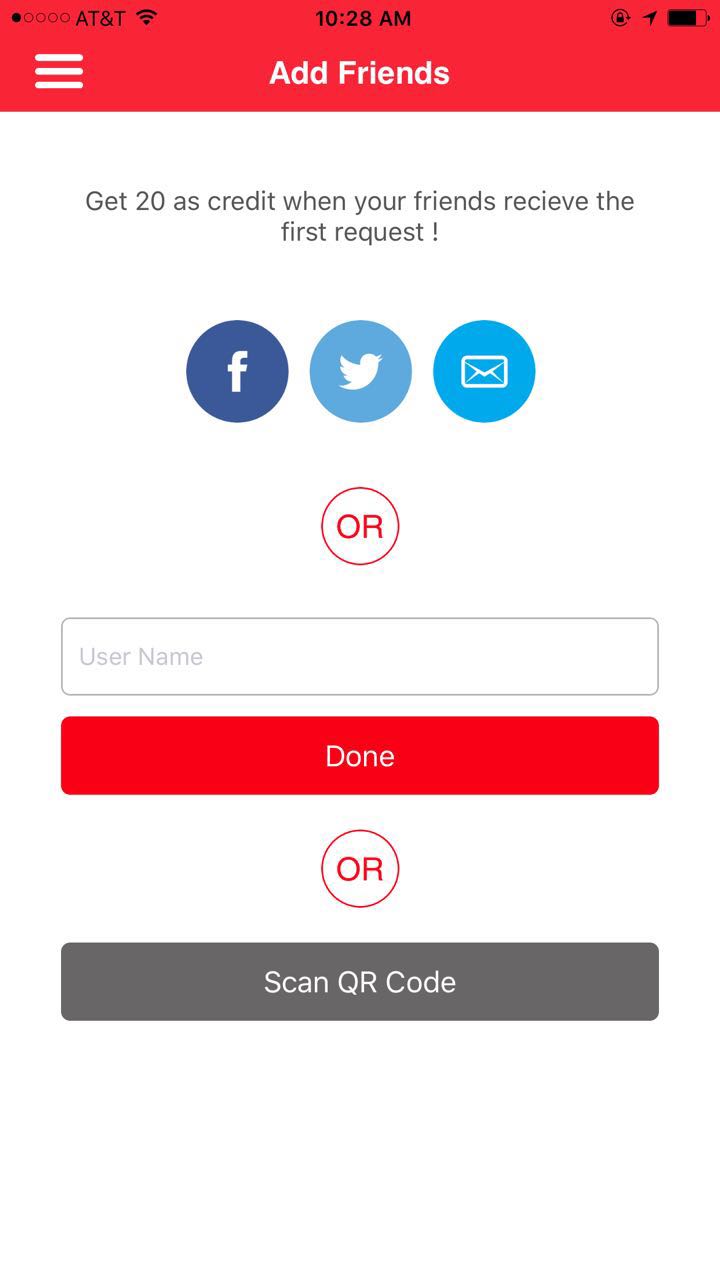 AT&T 10:28 AM
Add Friends
Get 20 as credit when your friends recieve the
first request !
f
OR
User Name
Done
OR
Scan QR Code